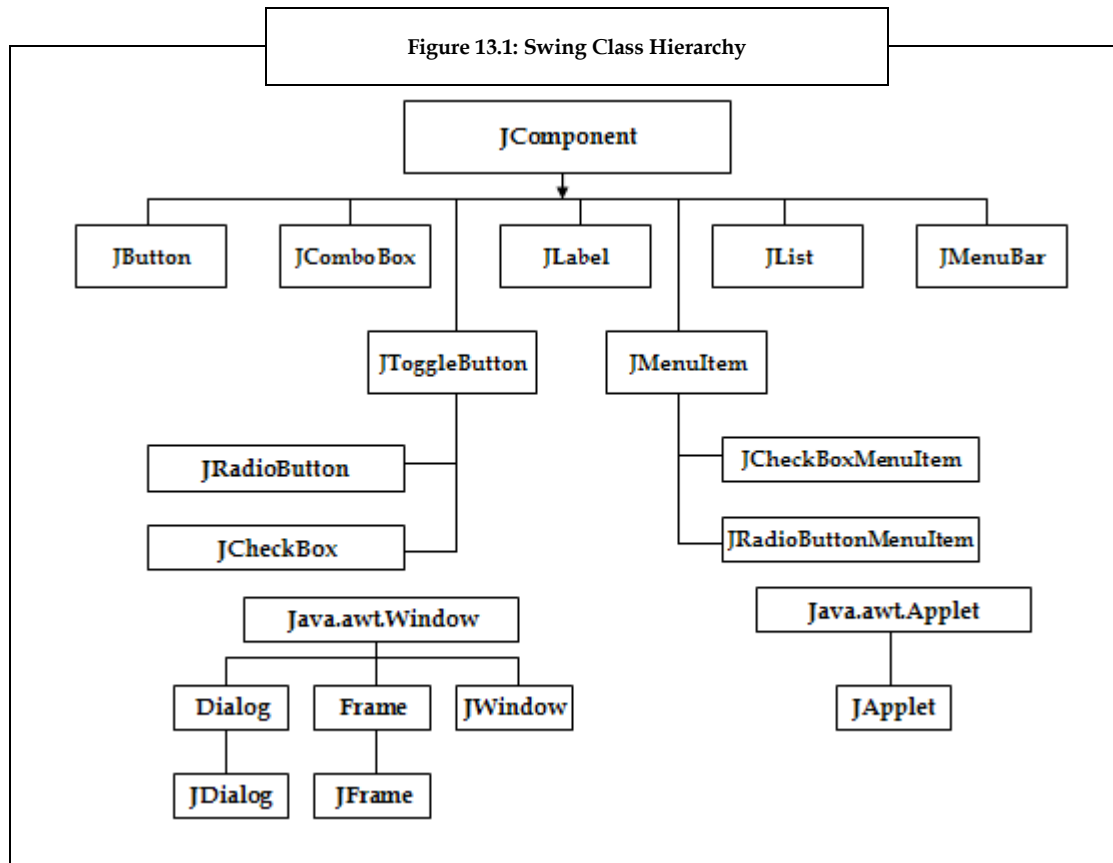 Figure 13.1: Swing Class Hierarchy
JComponent
JButton
JComboBox
JLabel
JList
JMenuBar
JToggleButton
JMenuItem
JRadioButton
JCheckBoxMenuItem
JCheckBox
JRadioButtonMenuItem
Java.awt.Window
Java.awt.Applet
Dialog
Frame
JWindow
JApplet
JDialog
JFrame